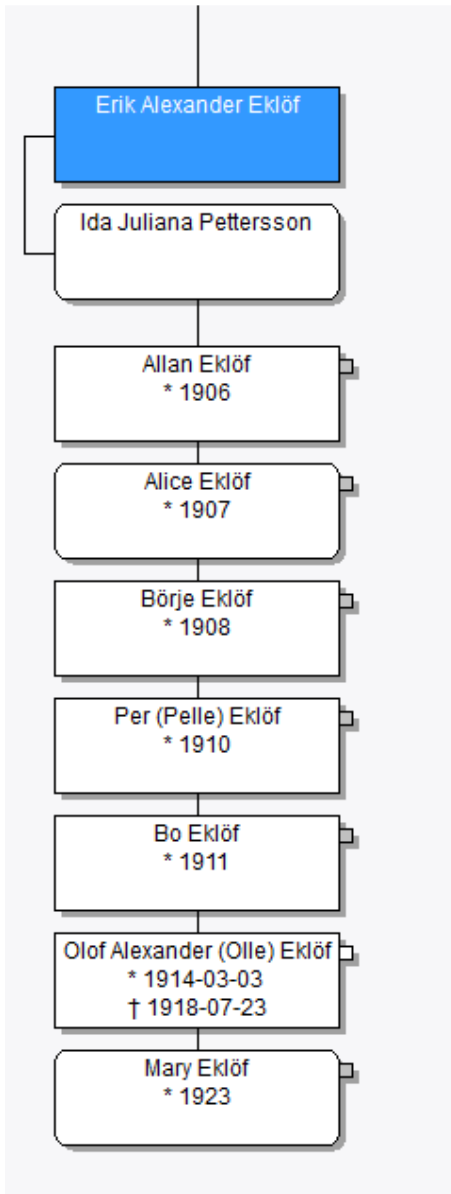 Erik Alexander Eklöf
Ida Juliana Pettersson
Allan Eklöf
* 1906
Alice Eklöf
* 1907
Börje Eklöf
* 1908
Per (Pelle) Eklöf
* 1910
Bo Eklöf
* 1911
Olof Alexander (Olle) Eklöf
* 1914-03-03
† 1918-07-23
Mary Eklöf
* 1923